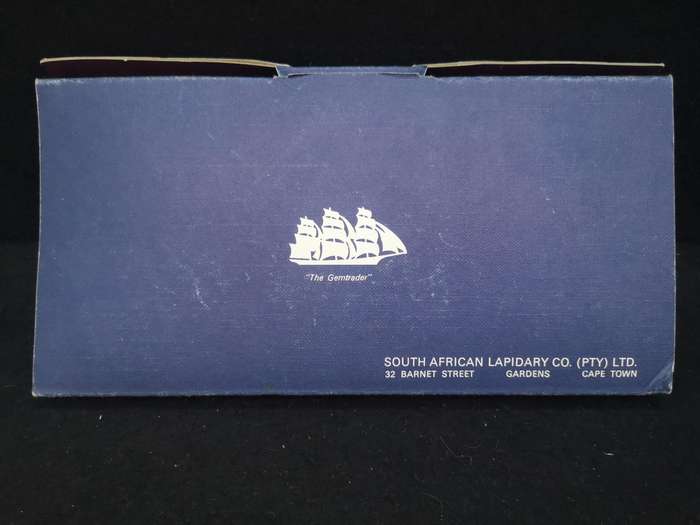 "The Gemtrader"
SOUTH AFRICAN LAPIDARY CO. (PTY) LTD.
32 BARNET STREET GARDENS CAPE TOWN